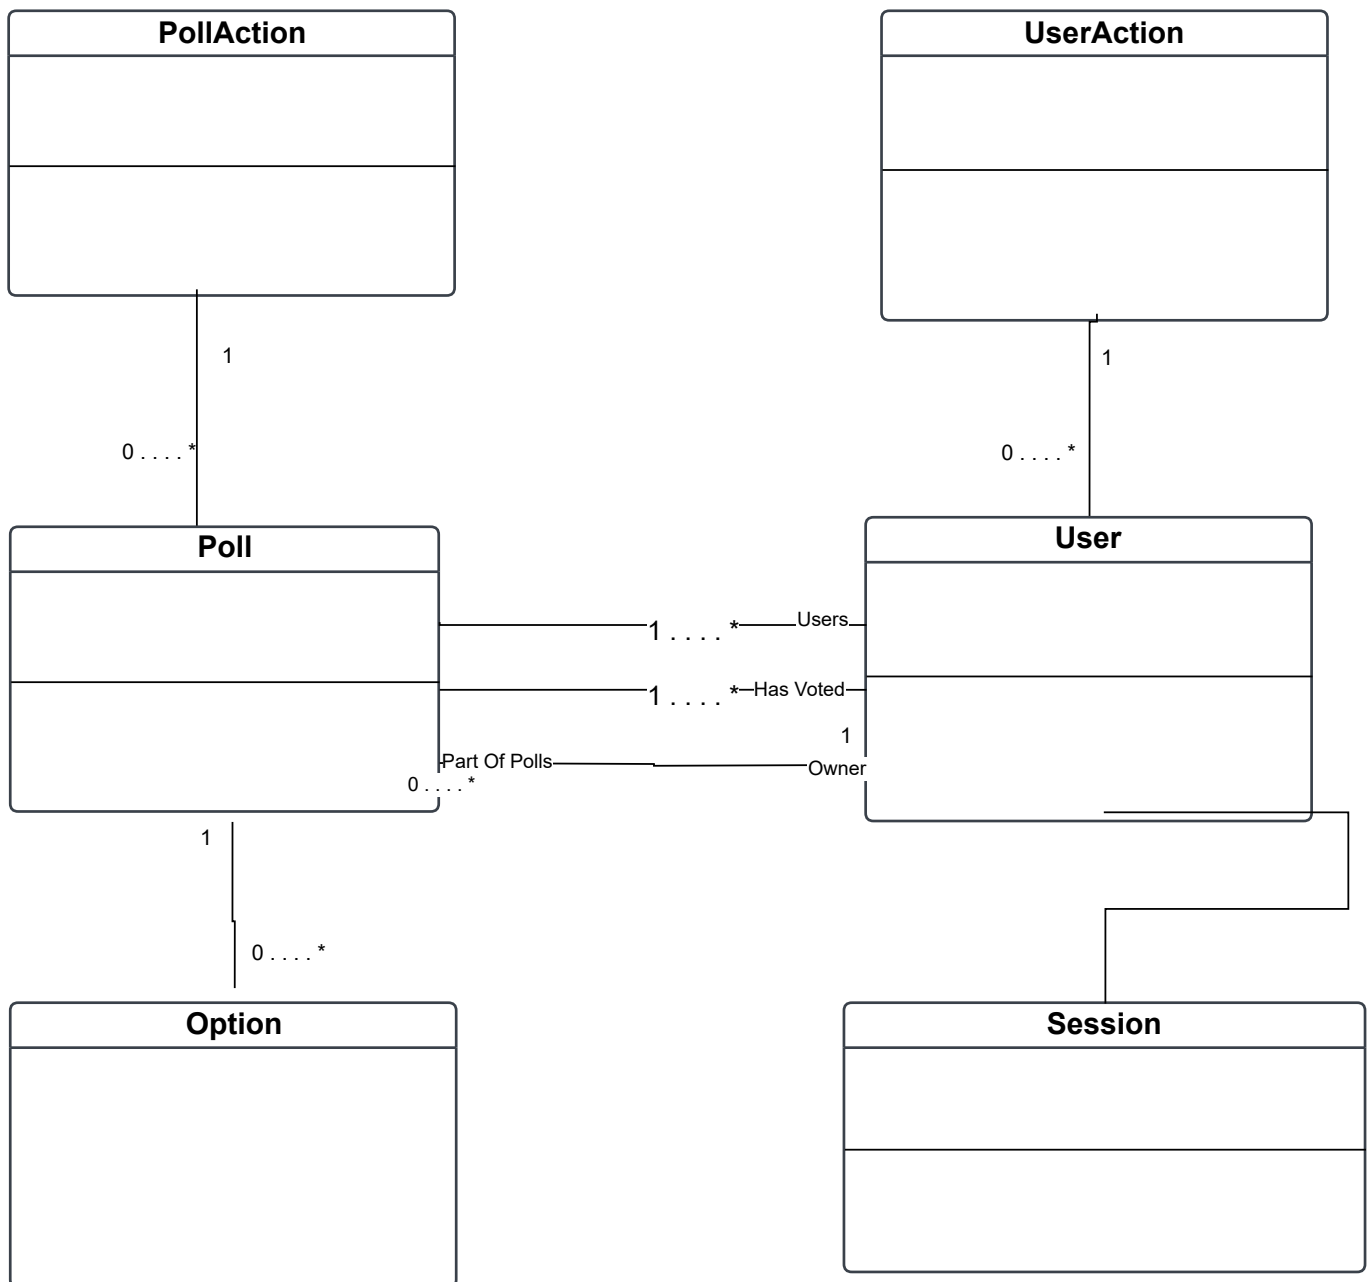 PollAction
UserAction
1
1
0 . . . . *
0 . . . . *
Poll
User
1 . . . . *
Users
1 . . . . *
Has Voted
1
Part Of Polls
Owner
0 . . . . *
1
0 . . . . *
Option
Session